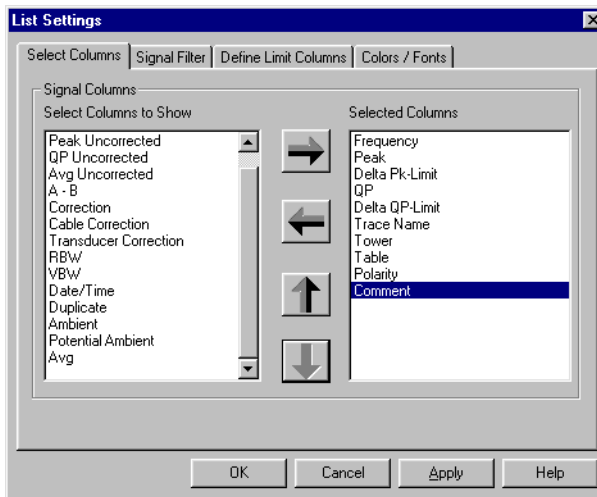 List Settings
Select Columns
Signal Filter
Define Limit Columns
Colors / Fonts
Signal Columns
Select Columns to Show
Peak Uncorrected
QP Uncorrected
Avg Uncorrected
A - B
Correction
Cable Correction
Transducer Correction
RBW
VBW
Date/Time
Duplicate
Ambient
Potential Ambient
Avg
Selected Columns
Frequency
Peak
Delta Pk-Limit
QP
Delta QP-Limit
Trace Name
Tower
Table
Polarity
Comment
OK
Cancel
Apply
Help